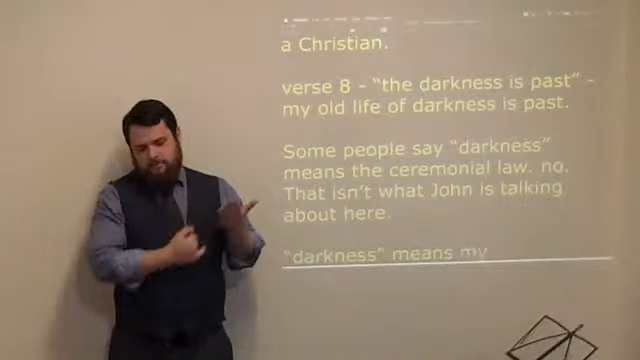 a Christian.
verse 8 - “the darkness is past” -
my old life of darkness is past.
Some people say “darkness”
means the ceremonial law. no.
That isn’t what John is talking
about here.
“darkness” means my